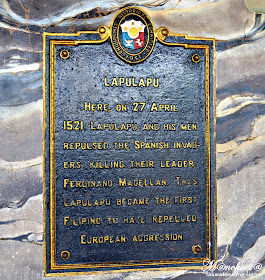 LAPULAPU
HERE, ON 27 APRIL
1521 LAPULAPU AND HIS MEN
REPULSED THE SPANISH INVAD-
ERS, KILLING THEIR LEADER,
FERDINAND MAGELLAN. THUS,
LAPULAPU BECAME THE FIRST
FILIPINO TO HAVE REPELLED
EUROPEAN AGGRESSION